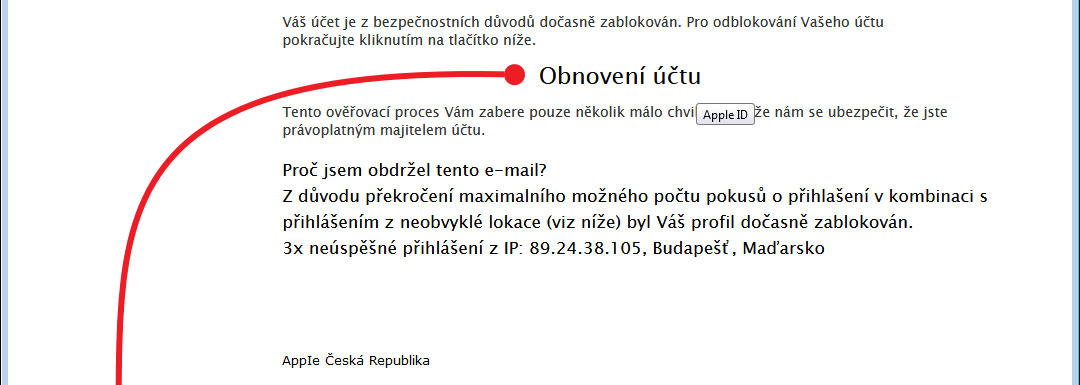 Váš účet je z bezpečnostních důvodů dočasně zablokován. Pro odblokování Vašeho účtu
pokračujte kliknutím na tlačítko níže.
Obnovení účtu
Tento ověřovací proces Vám zabere pouze několik málo chvi Apple ID že nám se ubezpečit, že jste
právoplatným majitelem účtu.
Proč jsem obdržel tento e-mail?
Z důvodu překročení maximalního možného počtu pokusů o přihlašení v kombinaci s
přihlášením z neobvyklé lokace (viz níže) byl Váš profil dočasně zablokován.
3x neúspěšné přihlášení z IP: 89.24.38.105, Budapešť, Maďarsko
AppIe Česká Republika